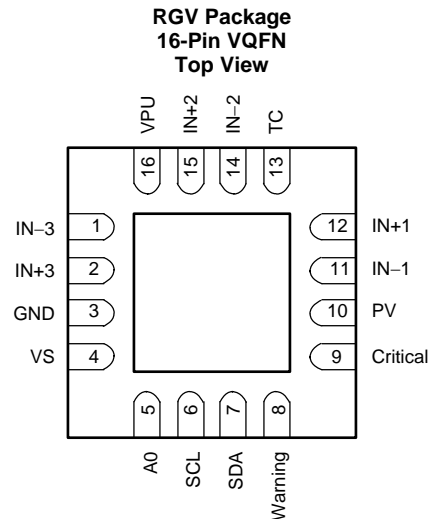 RGV Package
16-Pin VQFN
Top View
VPU
IN+2
IN−2
TC
16
15
14
13
IN−3
1
12
IN+1
IN+3
2
11
IN−1
GND
3
10
PV
VS
4
9
Critical
5
6
7
8
A0
SCL
SDA
Warning